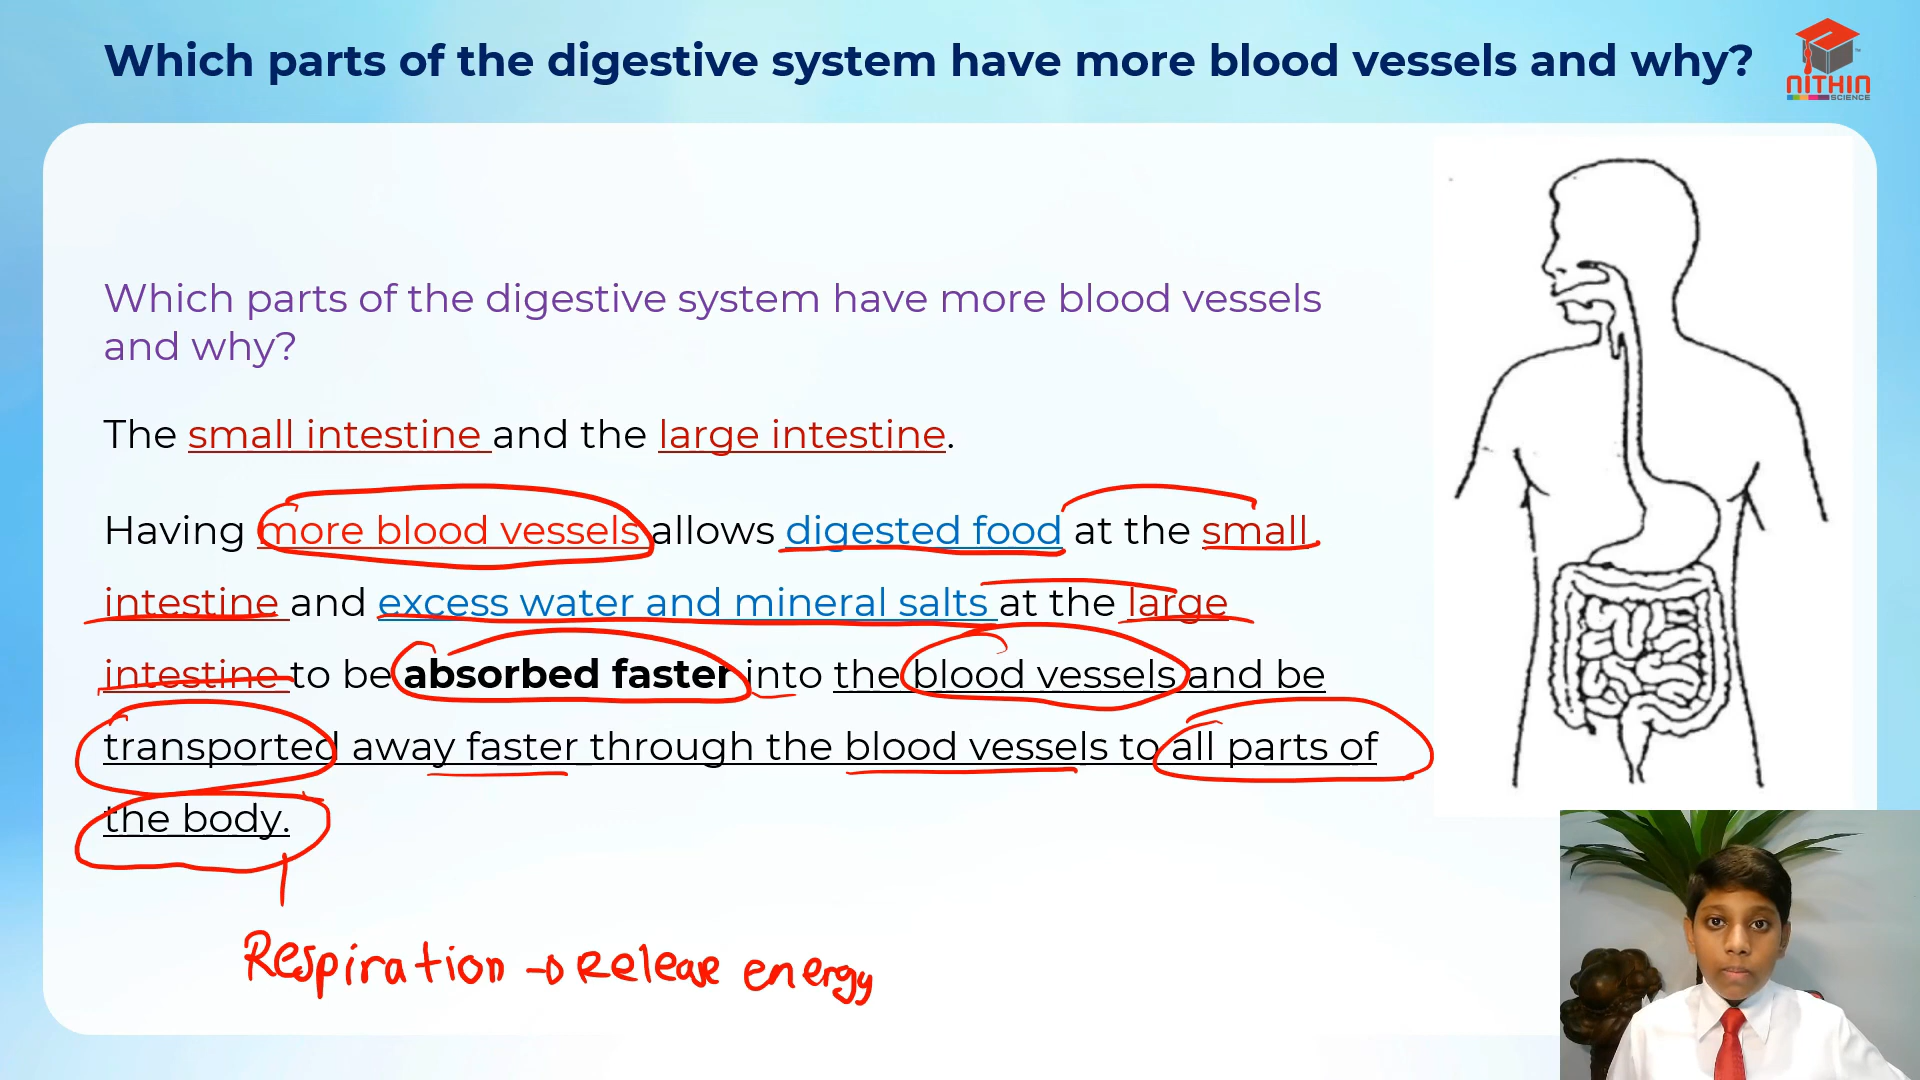 Which parts of the digestive system have more blood vessels and why?
NITHIN
SCIENCE
Which parts of the digestive system have more blood vessels
and why?
The small intestine and the large intestine.
Having more blood vessels allows digested food at the small
intestine and excess water and mineral salts at the large
intestine to be absorbed faster into the blood vessels and be
transported away faster through the blood vessels to all parts of
the body.
Respiration → Release energy